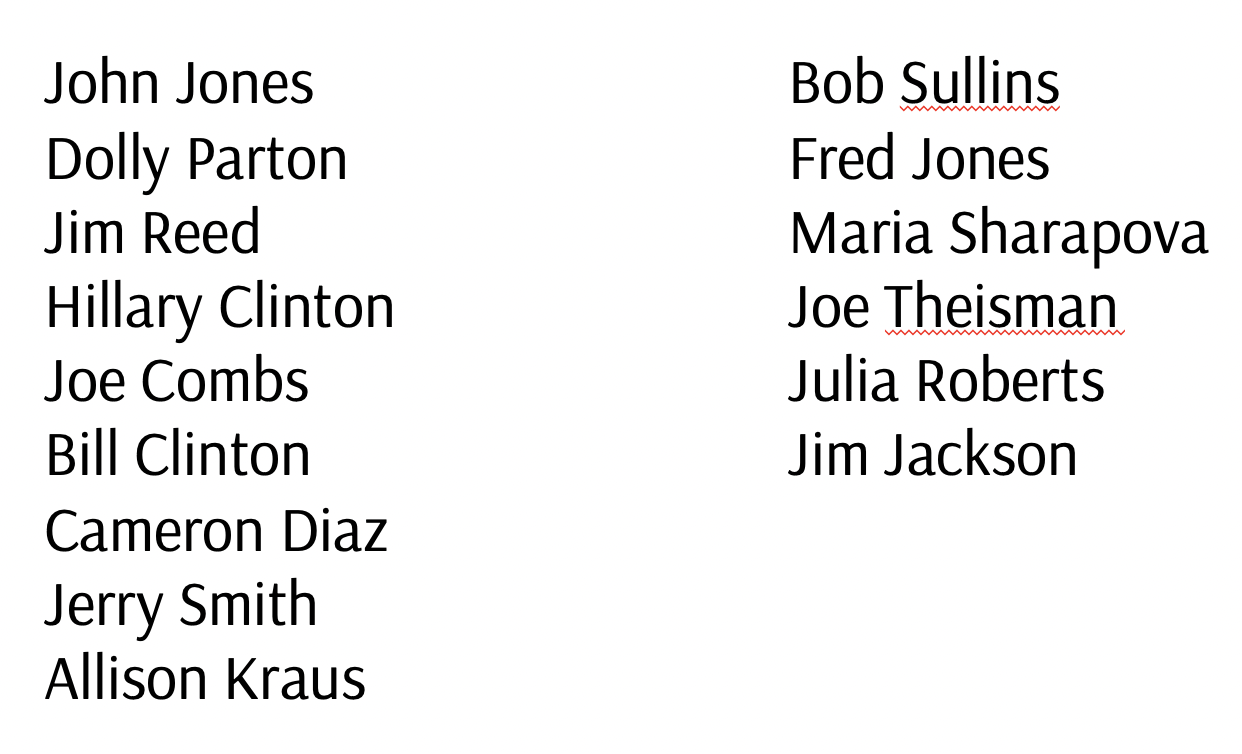 John Jones
Dolly Parton
Jim Reed
Hillary Clinton
Joe Combs
Bill Clinton
Cameron Diaz
Jerry Smith
Allison Kraus
Bob Sullins
Fred Jones
Maria Sharapova
Joe Theisman
Julia Roberts
Jim Jackson